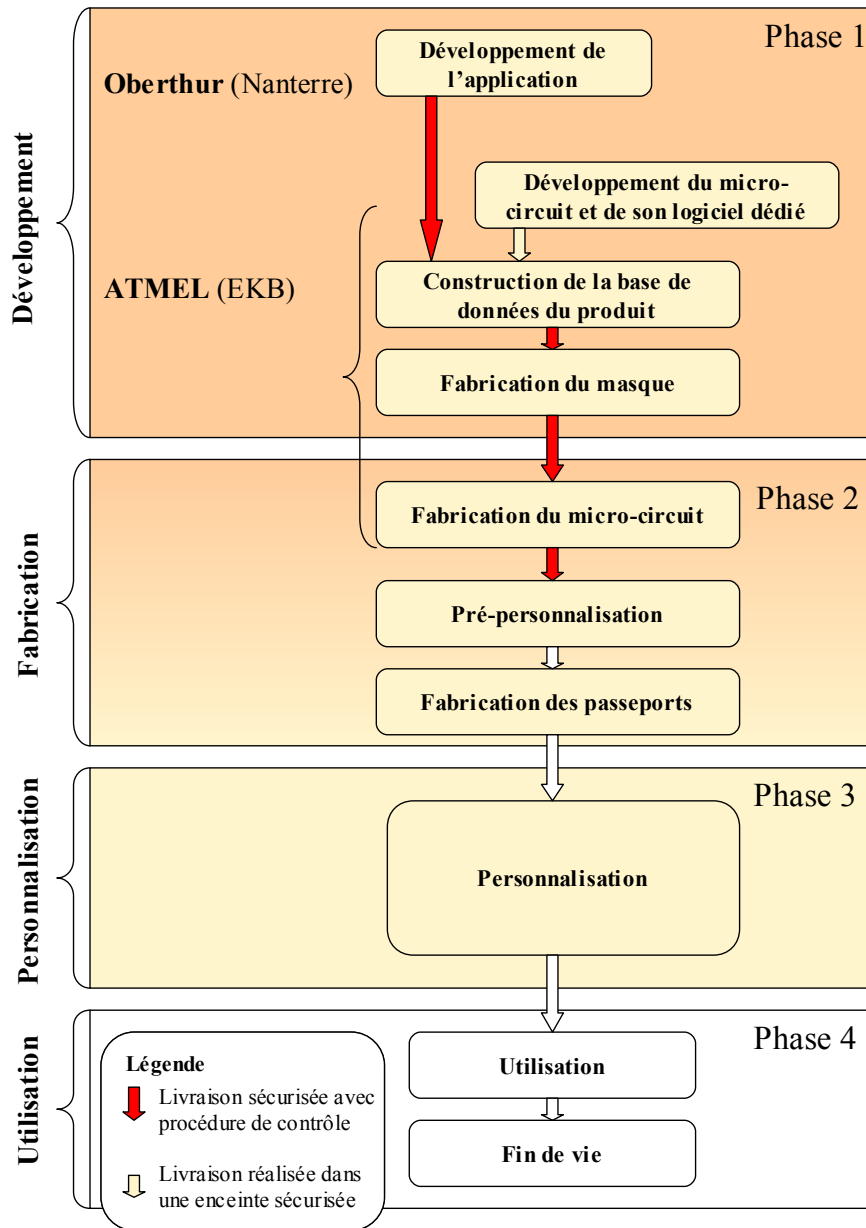 Phase 1
Développement de
l'application
Oberthur (Nanterre)
Développement du micro-
circuit et de son logiciel dédié
ATMEL (EKB)
Construction de la base de
données du produit
Fabrication du masque
Développement
Phase 2
Fabrication du micro-circuit
Pré-personnalisation
Fabrication des passeports
Fabrication
Phase 3
Personnalisation
Personnalisation
Phase 4
Utilisation
Fin de vie
Utilisation
Légende
Livraison sécurisée avec
procédure de contrôle
Livraison réalisée dans
une enceinte sécurisée